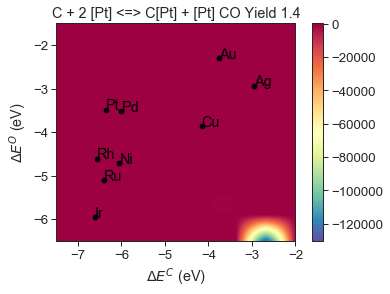 C + 2 [Pt] <=> C[Pt] + [Pt] CO Yield 1.4
ΔE^O (eV)
−2
−3
−4
−5
−6
Au
Ag
Pt
Pd
Cu
Rh
Ni
Ru
Ir
−7
−6
−5
−4
−3
−2
ΔE^C (eV)
0
−20000
−40000
−60000
−80000
−100000
−120000